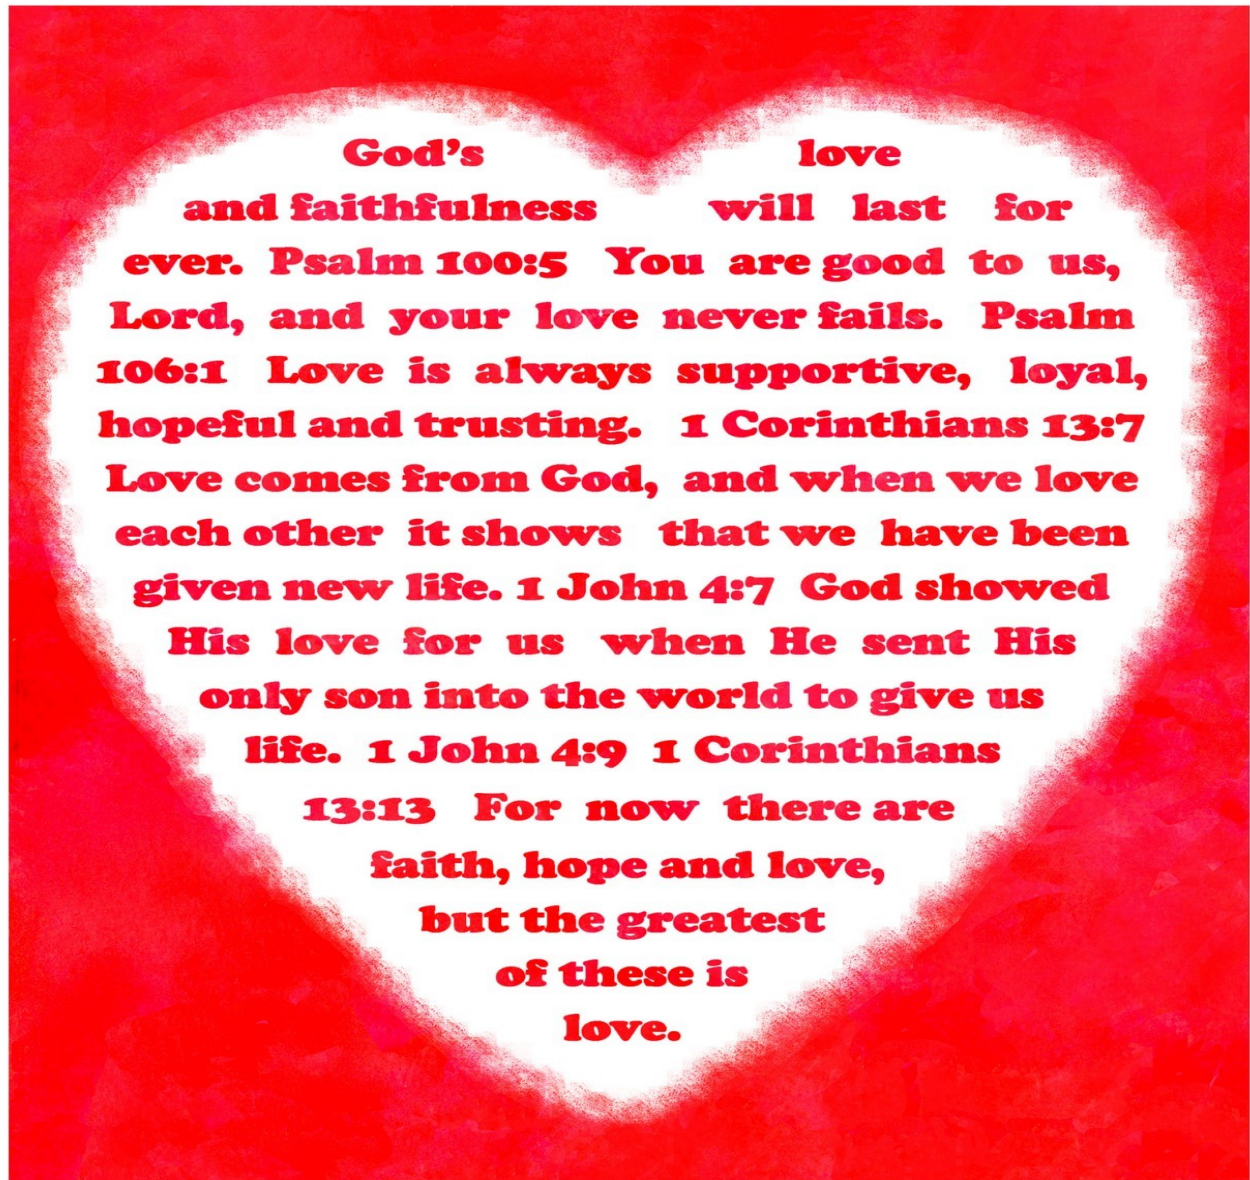 God’s love
and faithfulness will last for
ever. Psalm 100:5 You are good to us,
Lord, and your love never fails. Psalm
106:1 Love is always supportive, loyal,
hopeful and trusting. 1 Corinthians 13:7
Love comes from God, and when we love
each other it shows that we have been
given new life. 1 John 4:7 God showed
His love for us when He sent His
only son into the world to give us
life. 1 John 4:9 1 Corinthians
13:13 For now there are
faith, hope and love,
but the greatest
of these is
love.